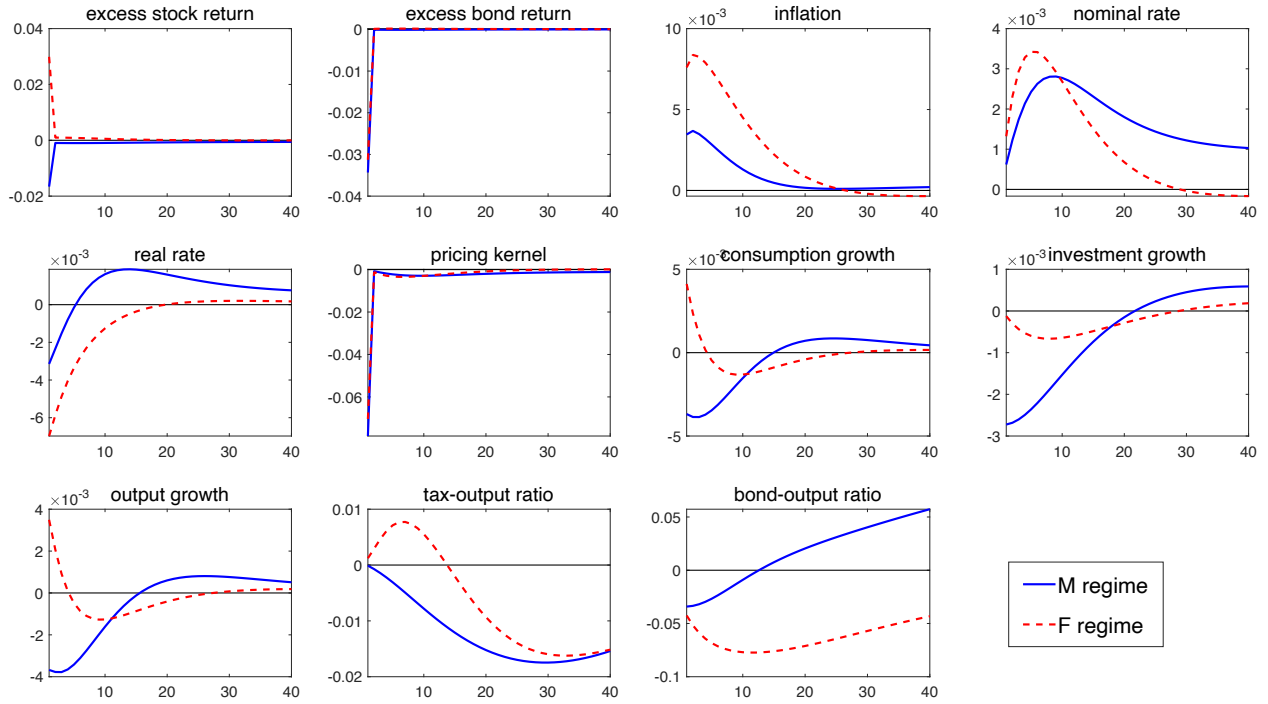 excess stock return
0.04
0.02
0
-0.02
10 20 30 40
excess bond return
0
-0.01
-0.02
-0.03
-0.04
10 20 30 40
inflation
×10-3
10
5
0
10 20 30 40
nominal rate
×10-3
4
3
2
1
0
10 20 30 40
real rate
×10-3
0
-2
-4
-6
10 20 30 40
pricing kernel
0
-0.02
-0.04
-0.06
10 20 30 40
consumption growth
×10-3
5
0
-5
10 20 30 40
investment growth
×10-3
1
0
-1
-2
-3
10 20 30 40
output growth
×10-3
4
2
0
-2
-4
10 20 30 40
tax-output ratio
0.01
0
-0.01
-0.02
10 20 30 40
bond-output ratio
0.05
0
-0.05
-0.1
10 20 30 40
M regime
F regime